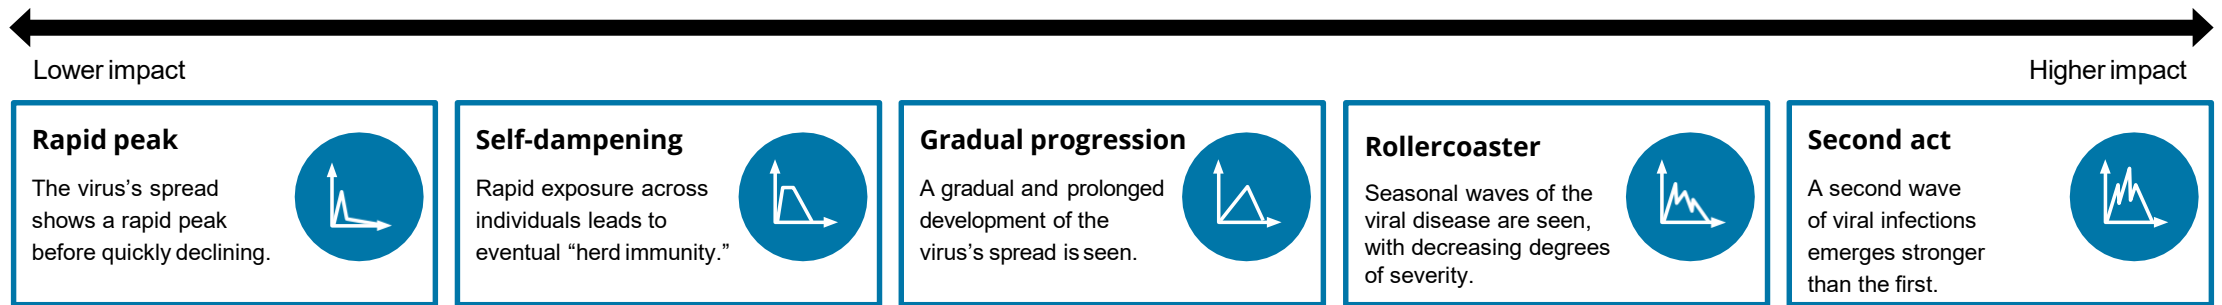 Lower impact
Higher impact
Rapid peak
The virus’s spread
shows a rapid peak
before quickly declining.
Self-dampening
Rapid exposure across
individuals leads to
eventual “herd immunity.”
Gradual progression
A gradual and prolonged
development of the
virus’s spread is seen.
Rollercoaster
Seasonal waves of the
viral disease are seen,
with decreasing degrees
of severity.
Second act
A second wave
of viral infections
emerges stronger
than the first.